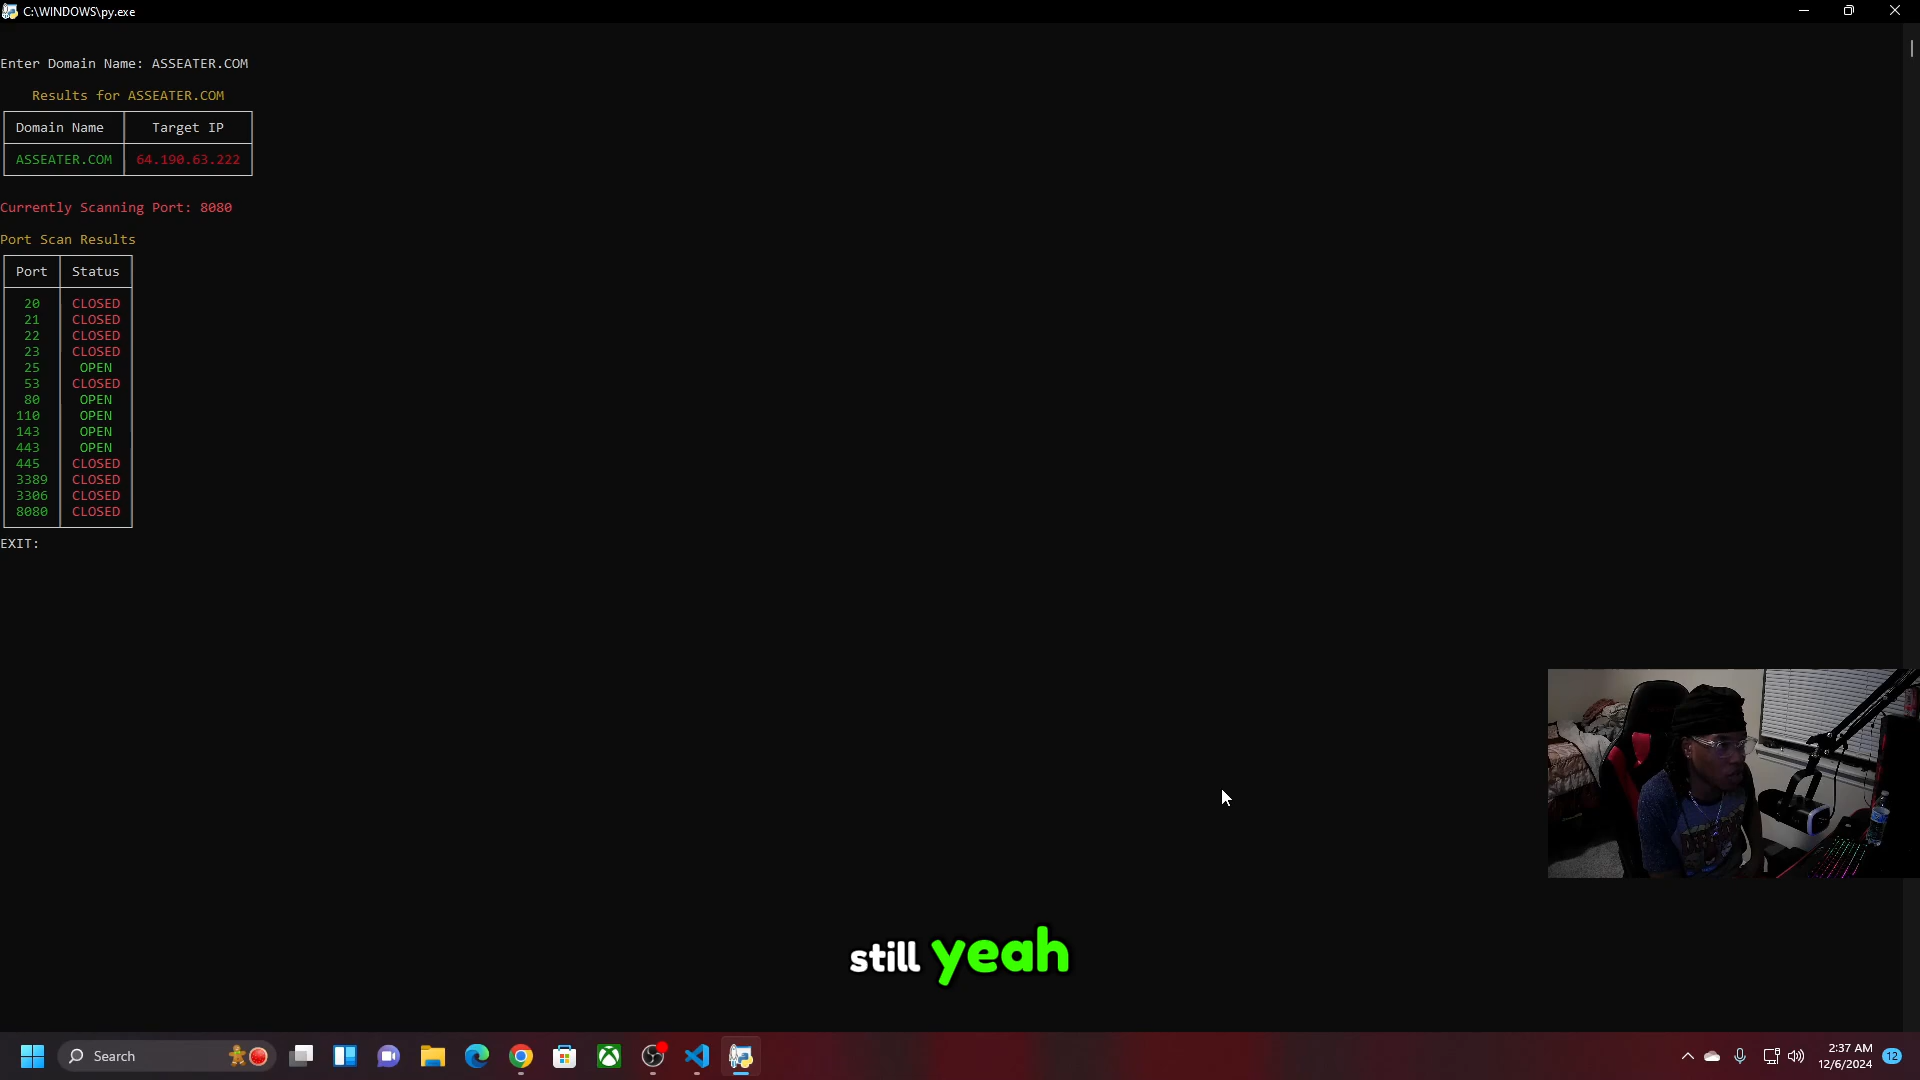 C:\WINDOWS\py.exe
Enter Domain Name: ASSEATER.COM
Results for ASSEATER.COM
Domain Name Target IP
ASSEATER.COM 64.190.63.222
Currently Scanning Port: 8080
Port Scan Results
Port Status
20 CLOSED
21 CLOSED
22 CLOSED
23 CLOSED
25 OPEN
53 CLOSED
80 OPEN
110 OPEN
143 OPEN
443 OPEN
445 CLOSED
3389 CLOSED
3306 CLOSED
8080 CLOSED
EXIT:
still yeah
Search
2:37 AM
12/6/2024
12